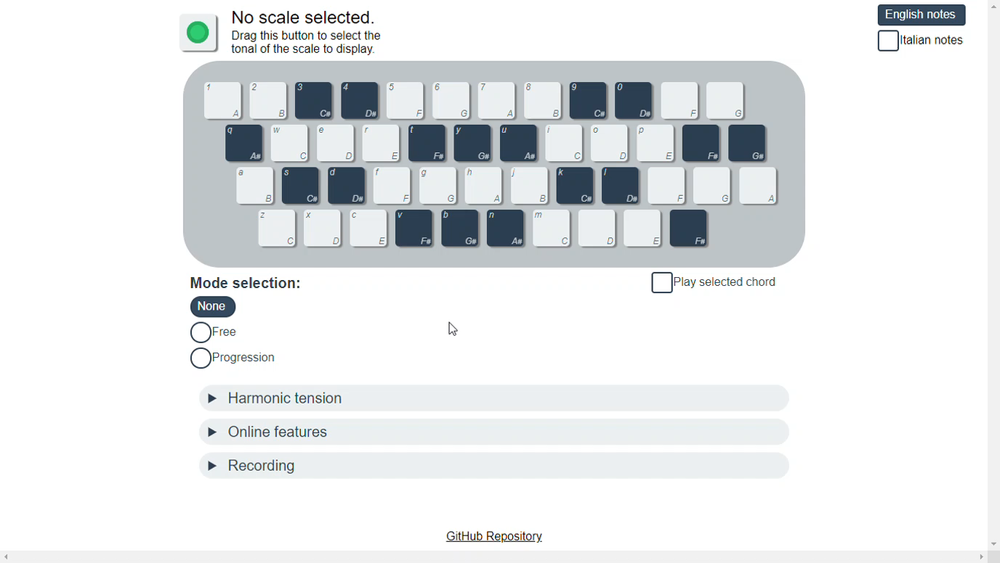 No scale selected.
Drag this button to select the
tonal of the scale to display.
English notes
Italian notes
1 A 2 B 3 C# 4 D# 5 F 6 G 7 A 8 B 9 C# 0 D# F G
q A# w C e D r E t F# y G# u A# i C o D p E F# G#
a B s C# d D# f F g G h A j B k C# l D# F G A
z C x D c E v F# b G# n A# m C D E F#
Mode selection:
Play selected chord
None
Free
Progression
Harmonic tension
Online features
Recording
GitHub Repository